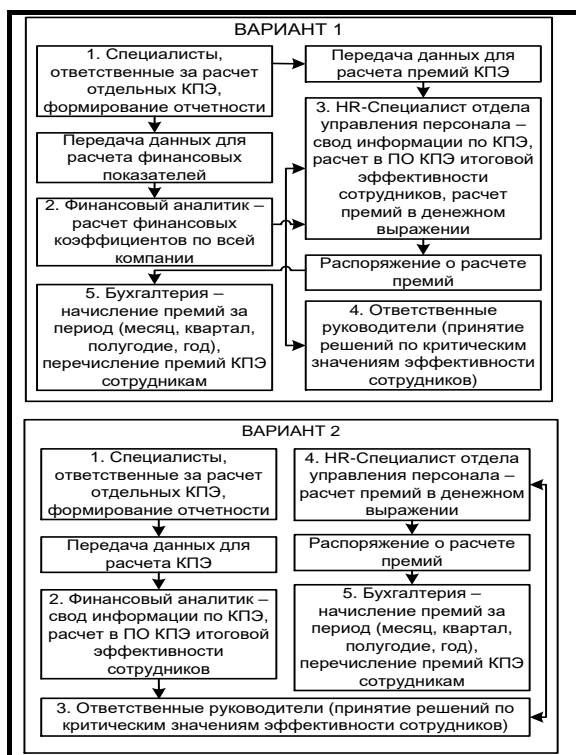 ВАРИАНТ 1
1. Специалисты,
ответственные за расчет
отдельных КПЭ,
формирование отчетности
Передача данных для
расчета премий КПЭ
Передача данных для
расчета финансовых
показателей
3. HR-Специалист отдела
управления персонала –
свод информации по КПЭ,
расчет в ПО КПЭ итоговой
эффективности
сотрудников, расчет
премий в денежном
выражении
2. Финансовый аналитик –
расчет финансовых
коэффициентов по всей
компании
Распоряжение о расчете
премий
5. Бухгалтерия –
начисление премий за
период (месяц, квартал,
полугодие, год),
перечисление премий КПЭ
сотрудникам
4. Ответственные
руководители (принятие
решений по критическим
значениям эффективности
сотрудников)
ВАРИАНТ 2
1. Специалисты,
ответственные за расчет
отдельных КПЭ,
формирование отчетности
Передача данных для
расчета КПЭ
2. Финансовый аналитик –
свод информации по КПЭ,
расчет в ПО КПЭ итоговой
эффективности
сотрудников
4. HR-Специалист отдела
управления персонала –
расчет премий в денежном
выражении
Распоряжение о расчете
премий
5. Бухгалтерия –
начисление премий за
период (месяц, квартал,
полугодие, год),
перечисление премий КПЭ
сотрудникам
3. Ответственные руководители (принятие решений по
критическим значениям эффективности сотрудников)